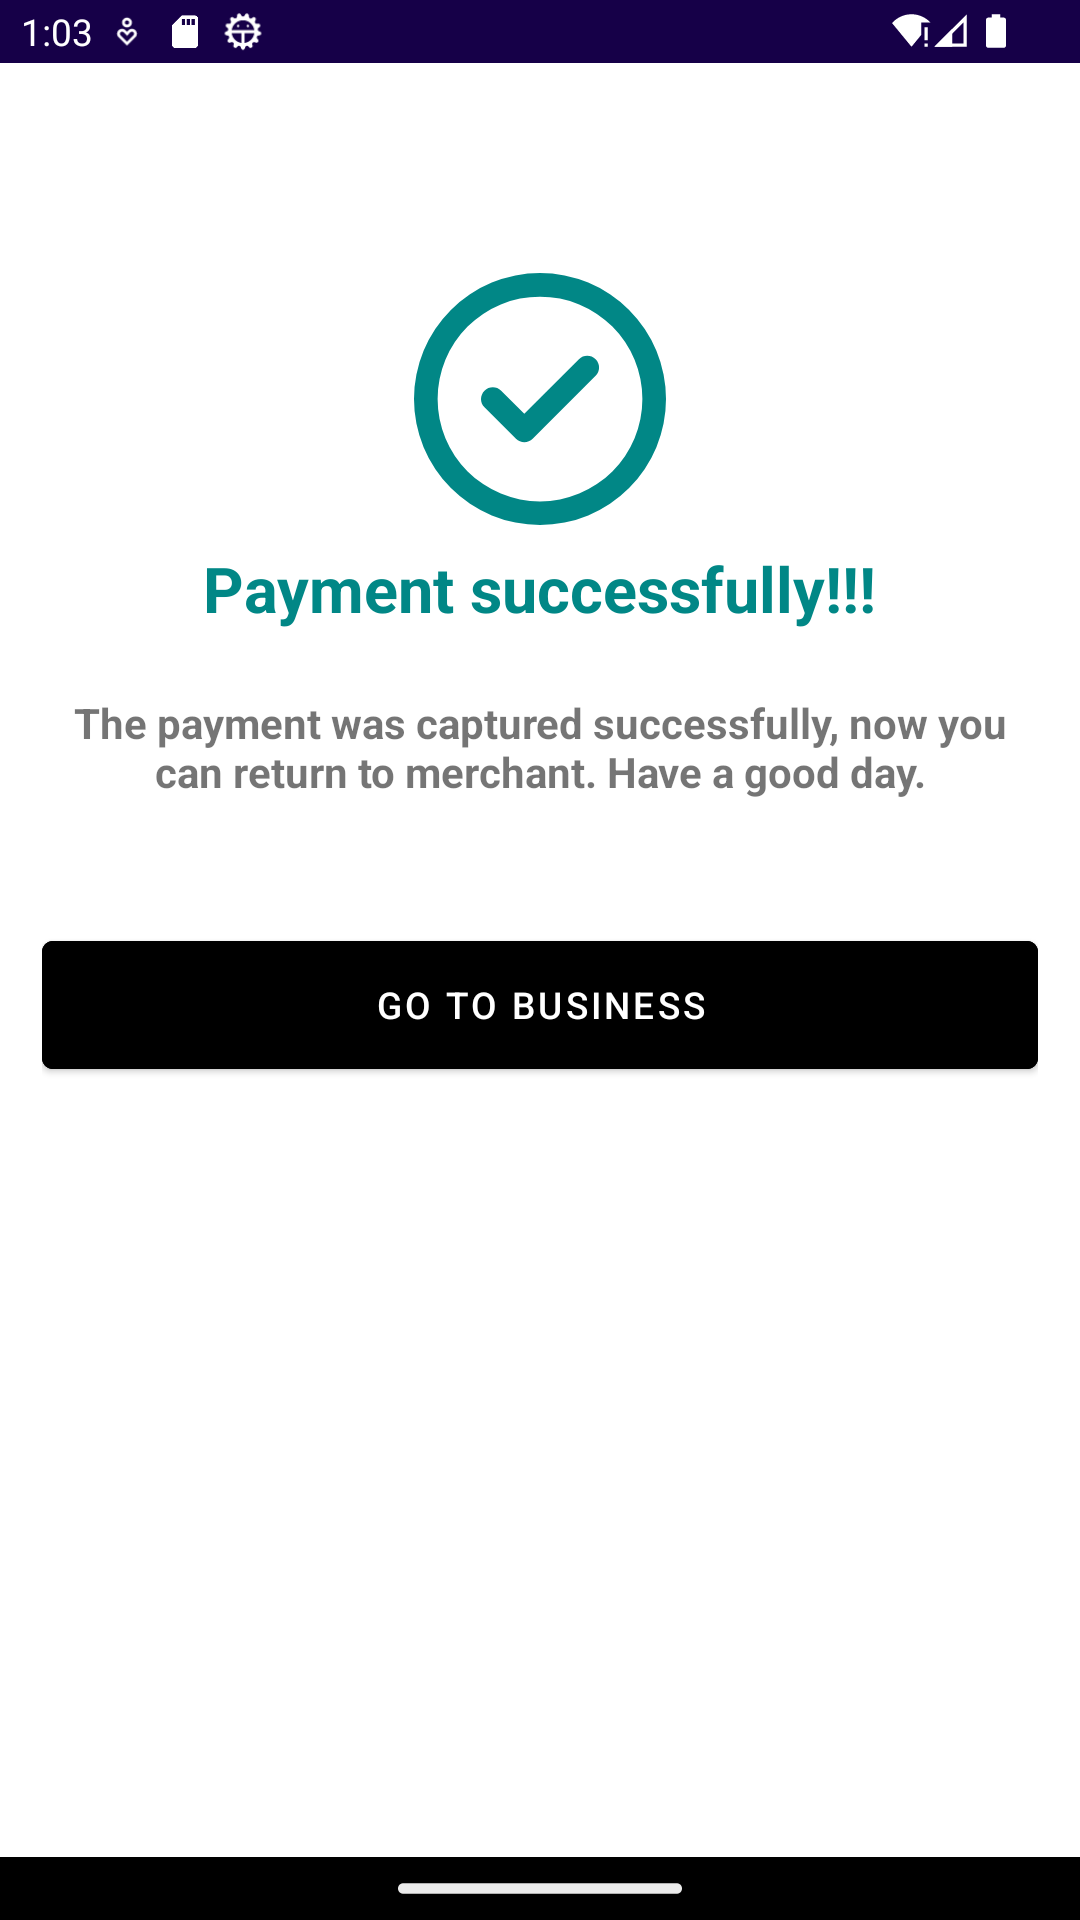 1:03
Payment successfully!!!
The payment was captured successfully, now you
can return to merchant. Have a good day.
GO TO BUSINESS